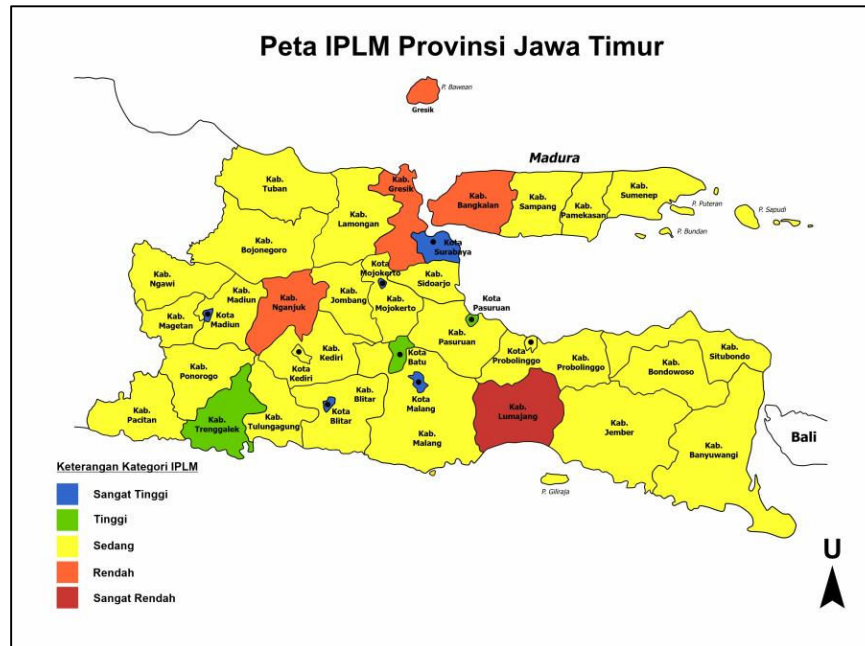 Peta IPLM Provinsi Jawa Timur
P. Bawean
Gresik
Madura
Kab.
Tuban
Kab.
Lamongan
Kab.
Gresik
Kab.
Bangkalan
Kab.
Sampang
Kab.
Pamekasan
Kab.
Sumenep
P. Puteran
P. Sapudi
P. Bundan
Kab.
Bojonegoro
Kota
Surabaya
Kab.
Ngawi
Kab.
Madiun
Kab.
Nganjuk
Kab.
Jombang
Kota
Mojokerto
Kab.
Sidoarjo
Kab.
Magetan
Kota
Madiun
Kab.
Mojokerto
Kota
Pasuruan
Kab.
Pasuruan
Kab.
Ponorogo
Kota
Kediri
Kab.
Kediri
Kota
Batu
Kota
Probolinggo
Kab.
Probolinggo
Kab.
Bondowoso
Kab.
Situbondo
Kab.
Pacitan
Kab.
Trenggalek
Kab.
Tulungagung
Kota
Blitar
Kab.
Blitar
Kota
Malang
Kab.
Malang
Kab.
Lumajang
Kab.
Jember
Kab.
Banyuwangi
Bali
P. Giliraja
Keterangan Kategori IPLM
Sangat Tinggi
Tinggi
Sedang
Rendah
Sangat Rendah
U